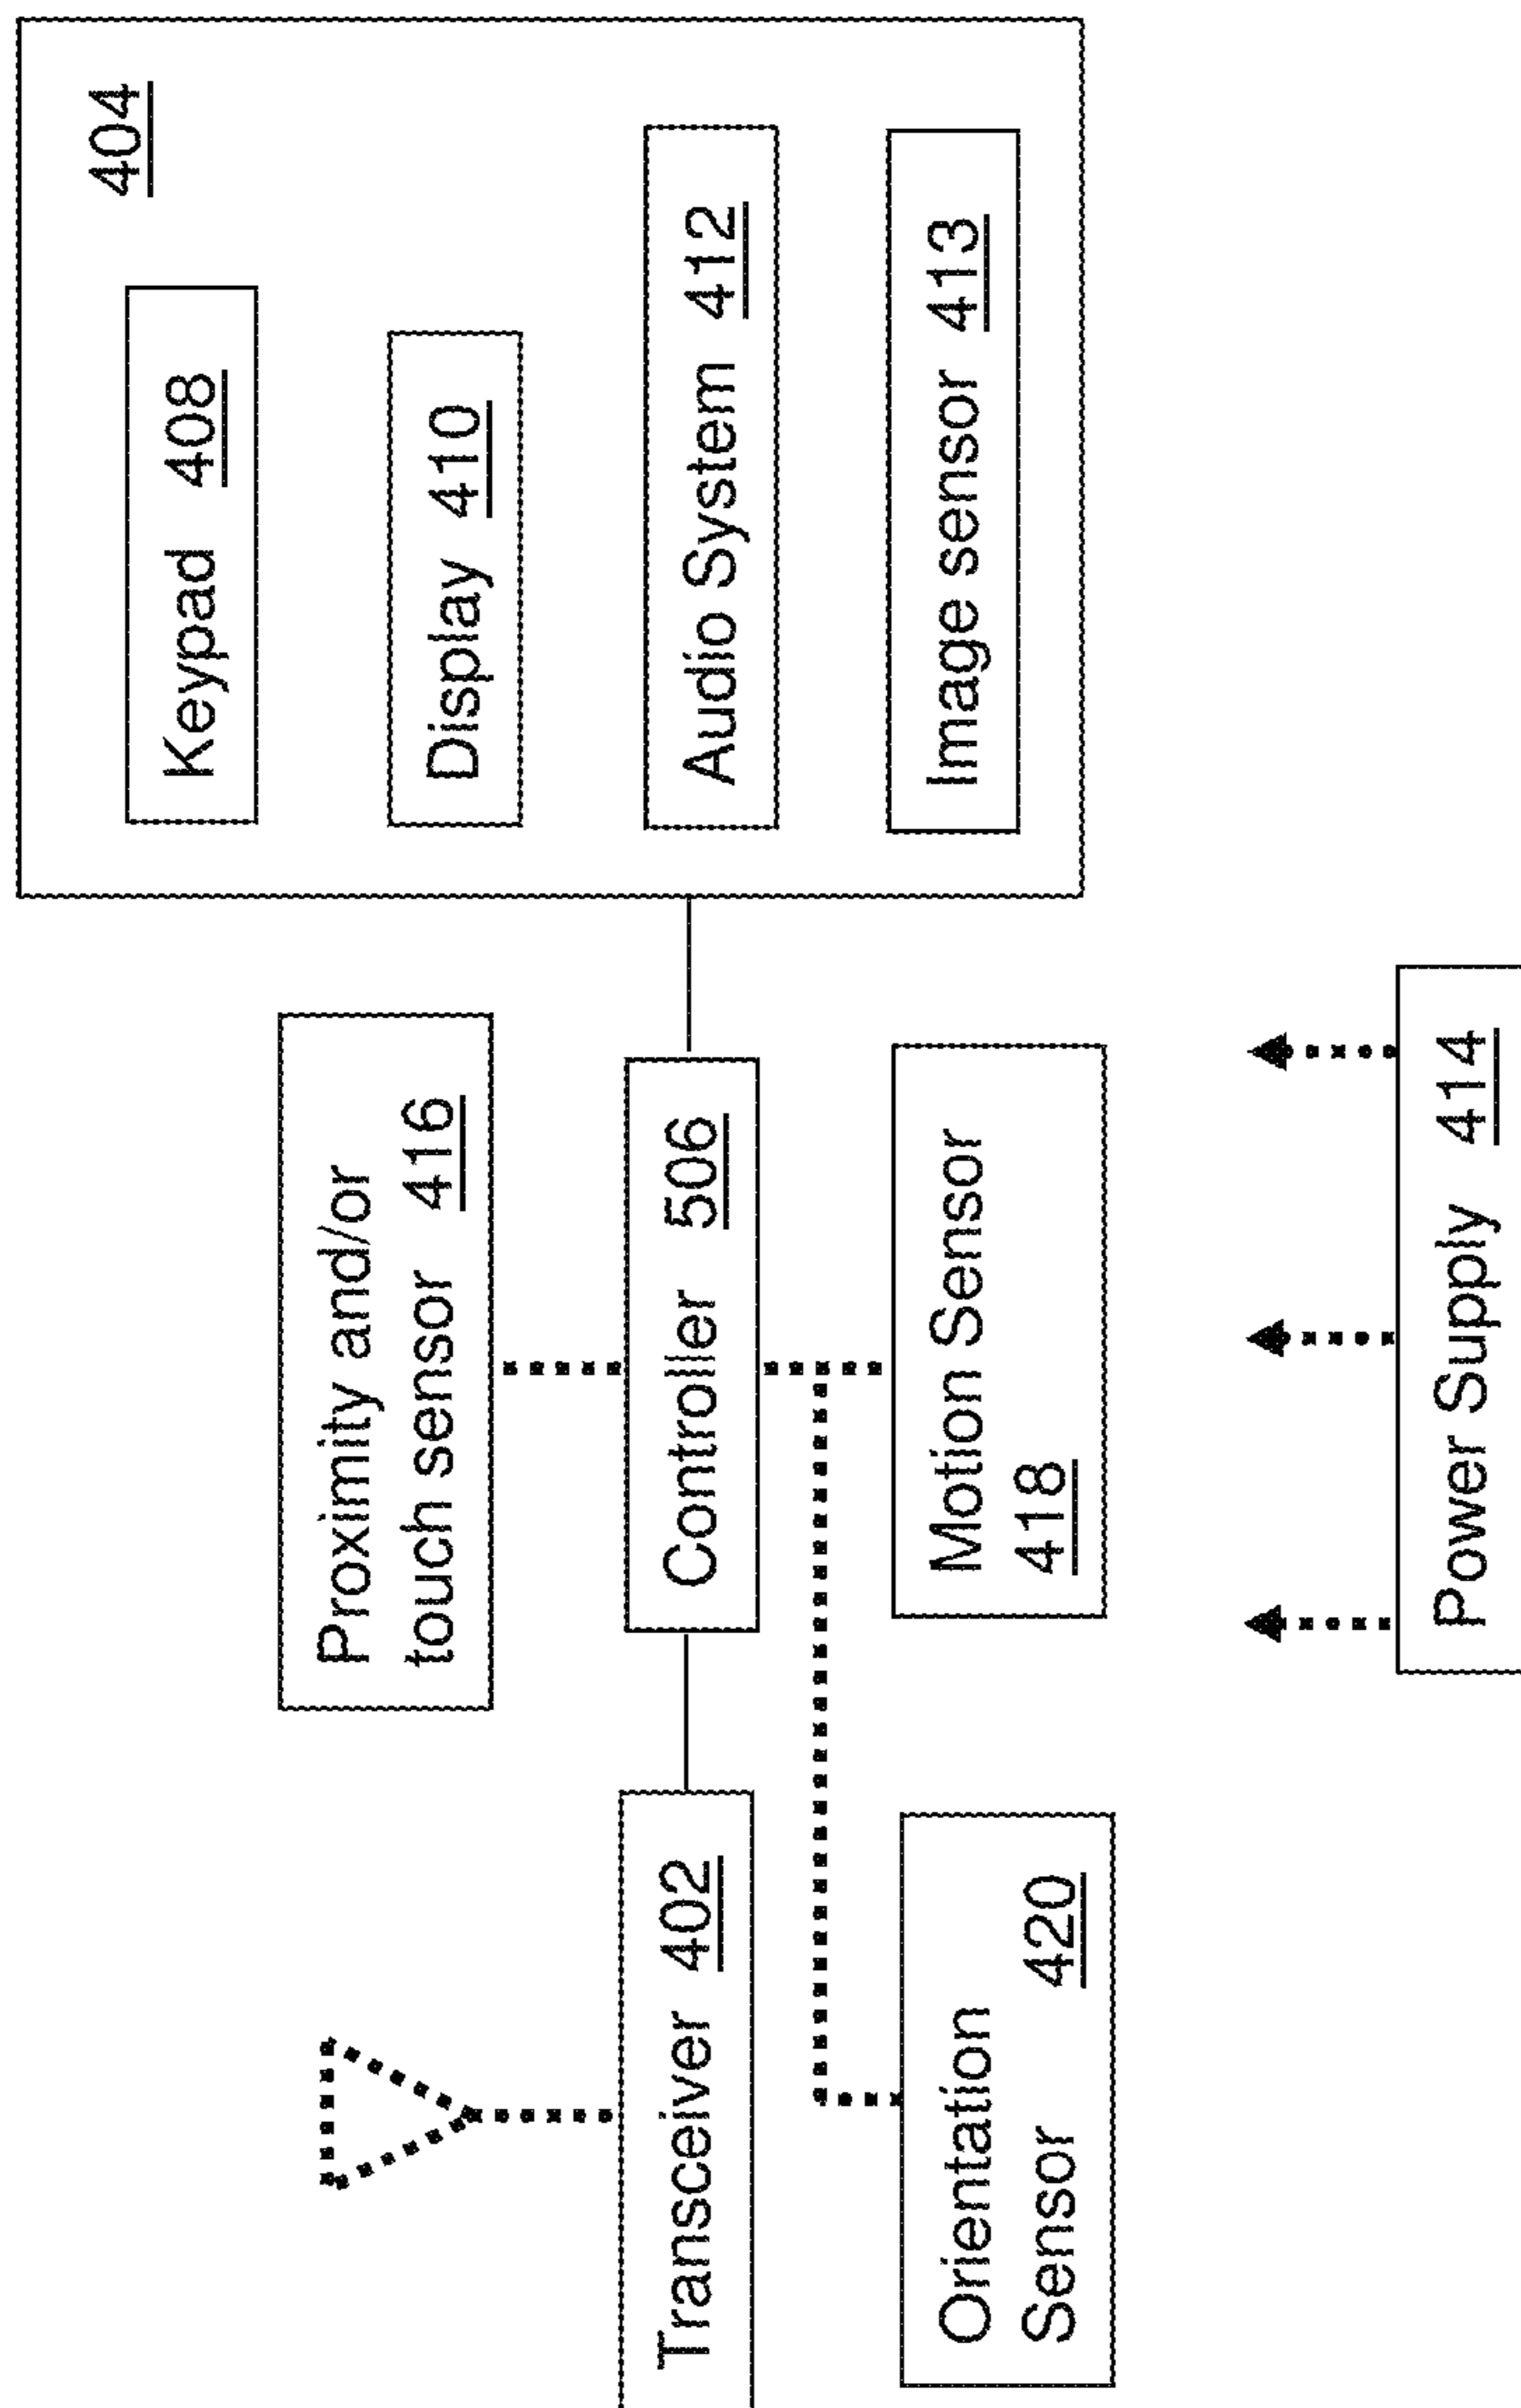 404
Keypad 408
Display 410
Audio System 412
Image sensor 413
Proximity and/or
touch sensor 416
Controller 506
Motion Sensor
418
Transceiver 402
Orientation
Sensor 420
Power Supply 414